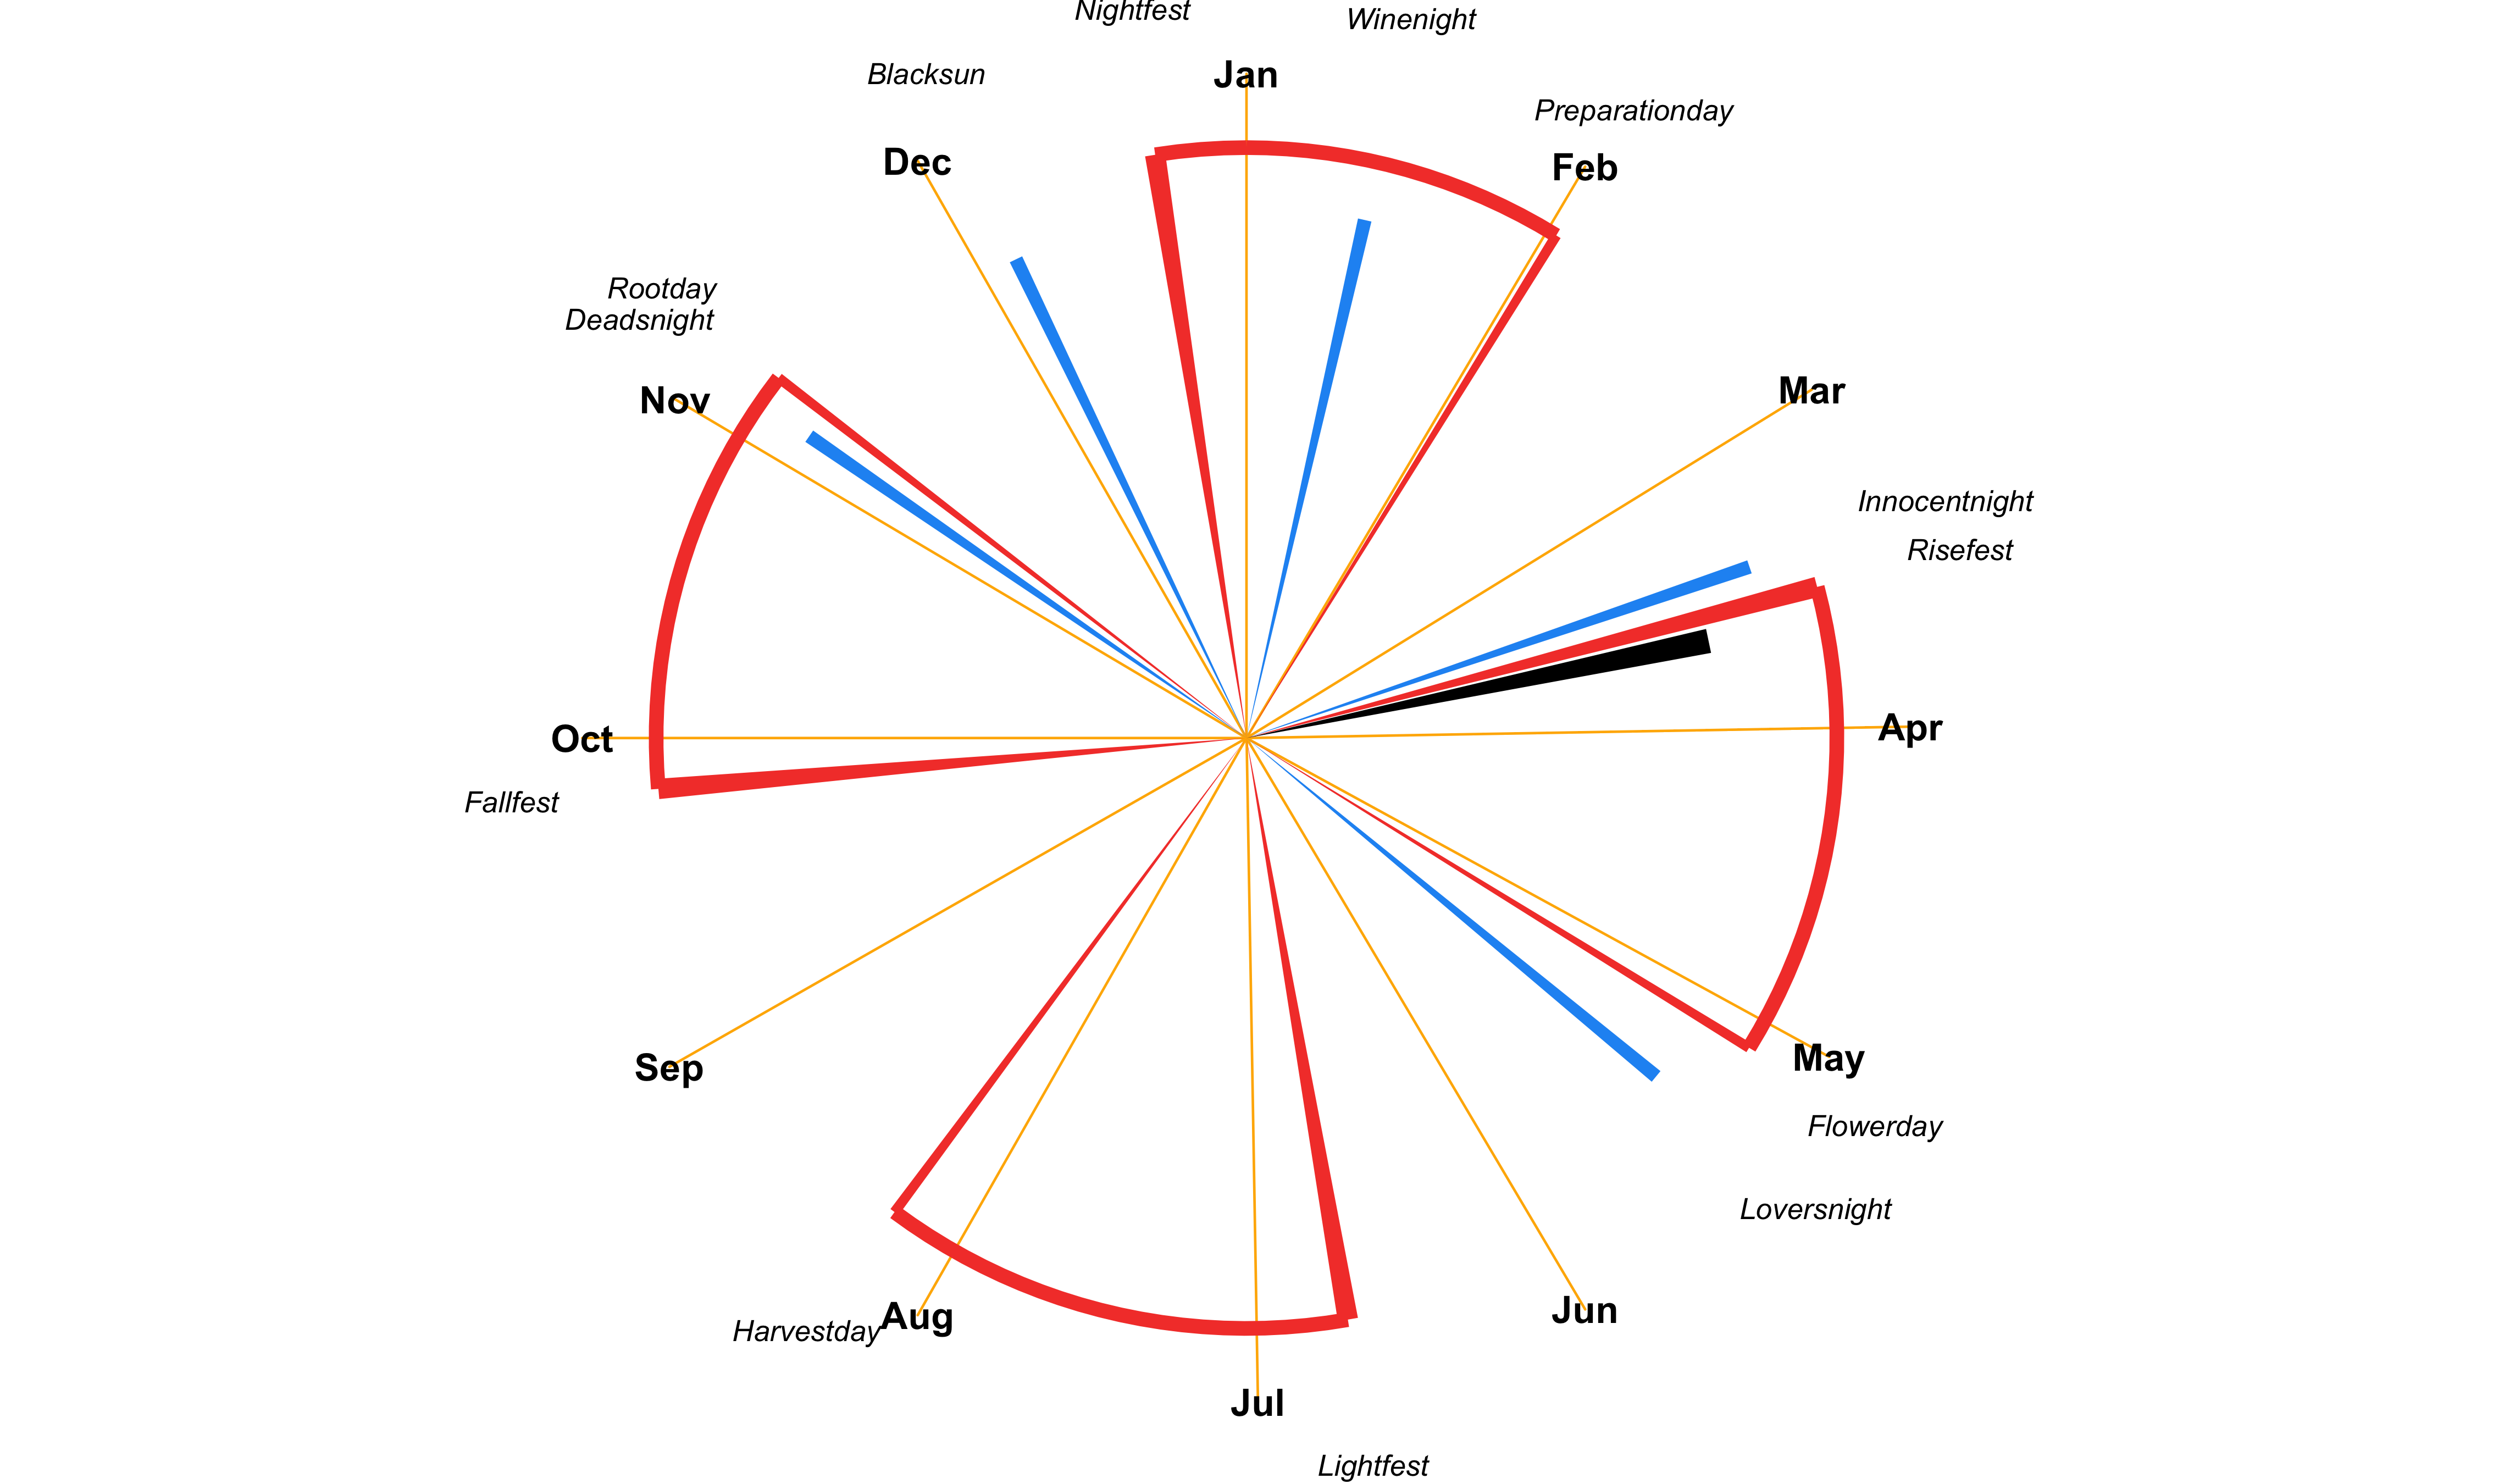 Nightfest
Winenight
Blacksun
Jan
Preparationday
Dec
Feb
Rootday
Deadsnight
Nov
Mar
Innocentnight
Risefest
Oct
Apr
Fallfest
Sep
May
Flowerday
Loversnight
Harvestday
Aug
Jun
Jul
Lightfest